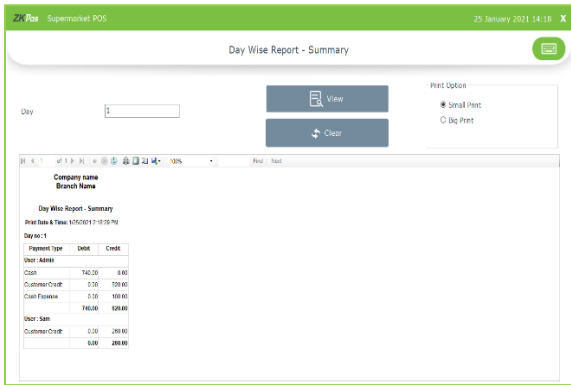 ZKPos Supermarket POS 25 January 2021 14:18 X
Day Wise Report - Summary
Print Option
View
Small Print
Day 1
Big Print
Clear
1 of 1 100% Find Next
Company name
Branch Name
Day Wise Report - Summary
Print Date & Time: 1/25/2021 2:18:29 PM
Day no : 1
Payment Type Debit Credit
User : Admin
Cash 740.00 0.00
Customer Credit 0.00 520.00
Cash Expense 0.00 100.00
740.00 620.00
User : Sam
Customer Credit 0.00 260.00
0.00 260.00